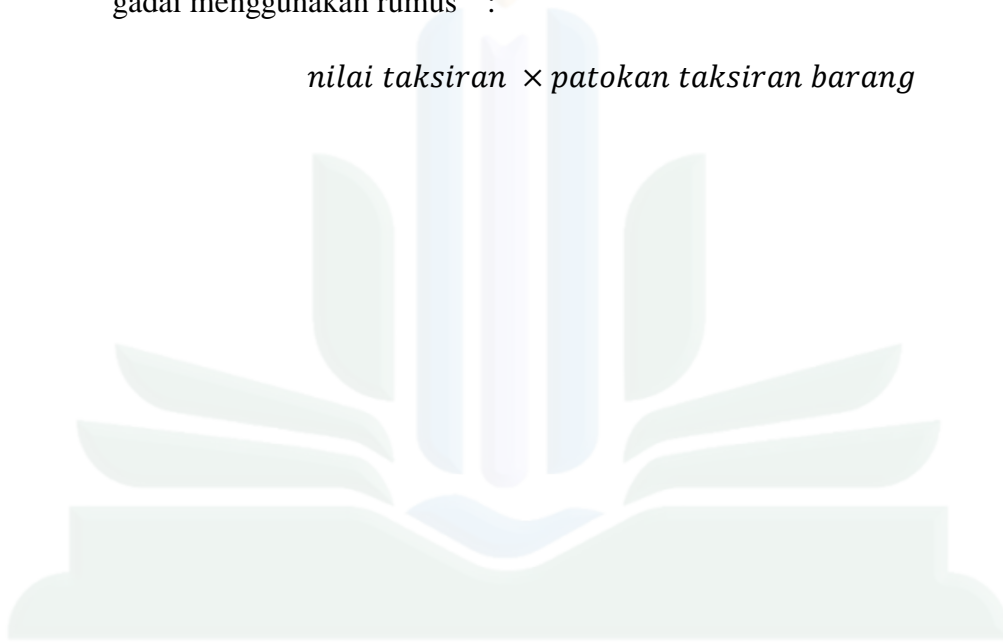 gadai menggunakan rumus :
nilai taksiran × patokan taksiran barang